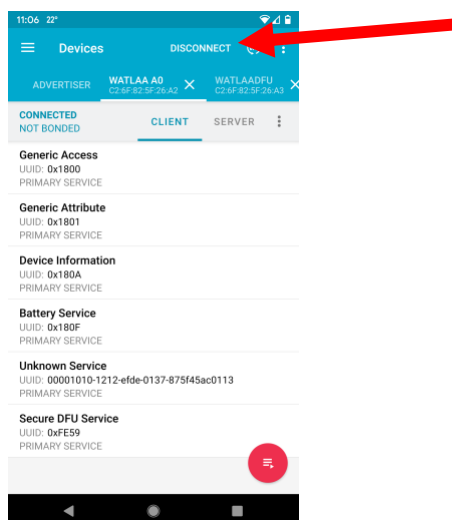 11:06 22°
Devices DISCONNECT
ADVERTISER WATLAA A0 WATLAADFU
C2:6F:82:5F:26:A2 C2:6F:82:5F:26:A3
CONNECTED
NOT BONDED CLIENT SERVER
Generic Access
UUID: 0x1800
PRIMARY SERVICE
Generic Attribute
UUID: 0x1801
PRIMARY SERVICE
Device Information
UUID: 0x180A
PRIMARY SERVICE
Battery Service
UUID: 0x180F
PRIMARY SERVICE
Unknown Service
UUID: 00001010-1212-efde-0137-875f45ac0113
PRIMARY SERVICE
Secure DFU Service
UUID: 0xFE59
PRIMARY SERVICE